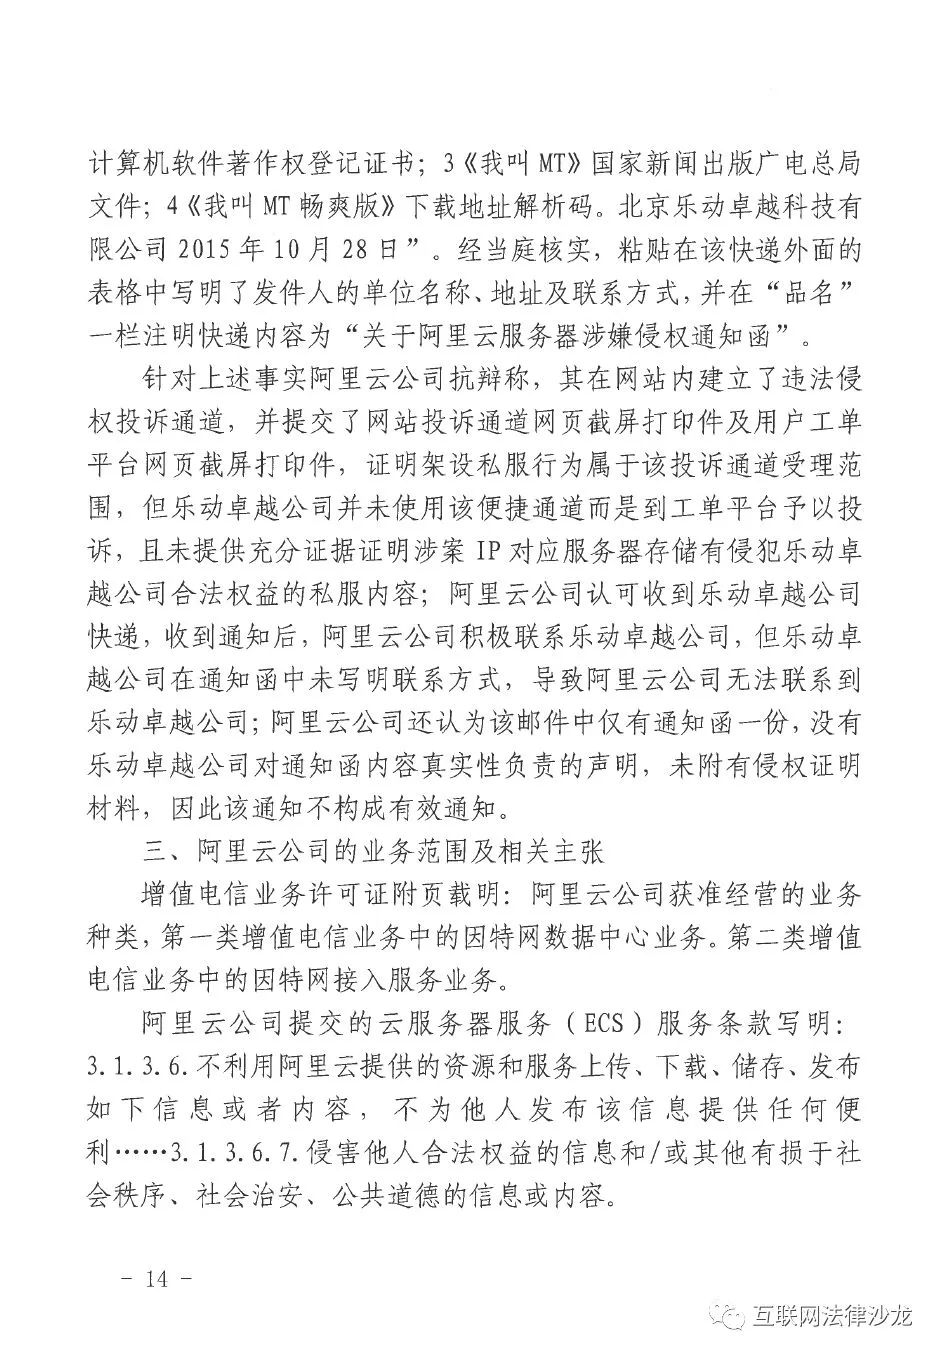 计算机软件著作权登记证书；3《我叫 MT》国家新闻出版广电总局
文件；4《我叫 MT 畅爽版》下载地址解析码。北京乐动卓越科技有
限公司 2015 年 10 月 28 日”。经当庭核实，粘贴在该快递外面的
表格中写明了发件人的单位名称、地址及联系方式，并在“品名”
一栏注明快递内容为“关于阿里云服务器涉嫌侵权通知函”。
针对上述事实阿里云公司抗辩称，其在网站内建立了违法侵
权投诉通道，并提交了网站投诉通道网页截屏打印件及用户工单
平台网页截屏打印件，证明架设私服行为属于该投诉通道受理范
围，但乐动卓越公司并未使用该便捷通道而是到工单平台予以投
诉，且未提供充分证据证明涉案 IP 对应服务器存储有侵犯乐动卓
越公司合法权益的私服内容；阿里云公司认可收到乐动卓越公司
快递，收到通知后，阿里云公司积极联系乐动卓越公司，但乐动卓
越公司在通知函中未写明联系方式，导致阿里云公司无法联系到
乐动卓越公司；阿里云公司还认为该邮件中仅有通知函一份，没有
乐动卓越公司对通知函内容真实性负责的声明，未附有侵权证明
材料，因此该通知不构成有效通知。
三、阿里云公司的业务范围及相关主张
增值电信业务许可证附页载明：阿里云公司获准经营的业务
种类，第一类增值电信业务中的因特网数据中心业务。第二类增值
电信业务中的因特网接入服务业务。
阿里云公司提交的云服务器服务（ECS）服务条款写明：
3.1.3.6.不利用阿里云提供的资源和服务上传、下载、储存、发布
如下信息或者内容，不为他人发布该信息提供任何便
利……3.1.3.6.7.侵害他人合法权益的信息和/或其他有损于社
会秩序、社会治安、公共道德的信息或内容。
- 14 -
互联网法律沙龙